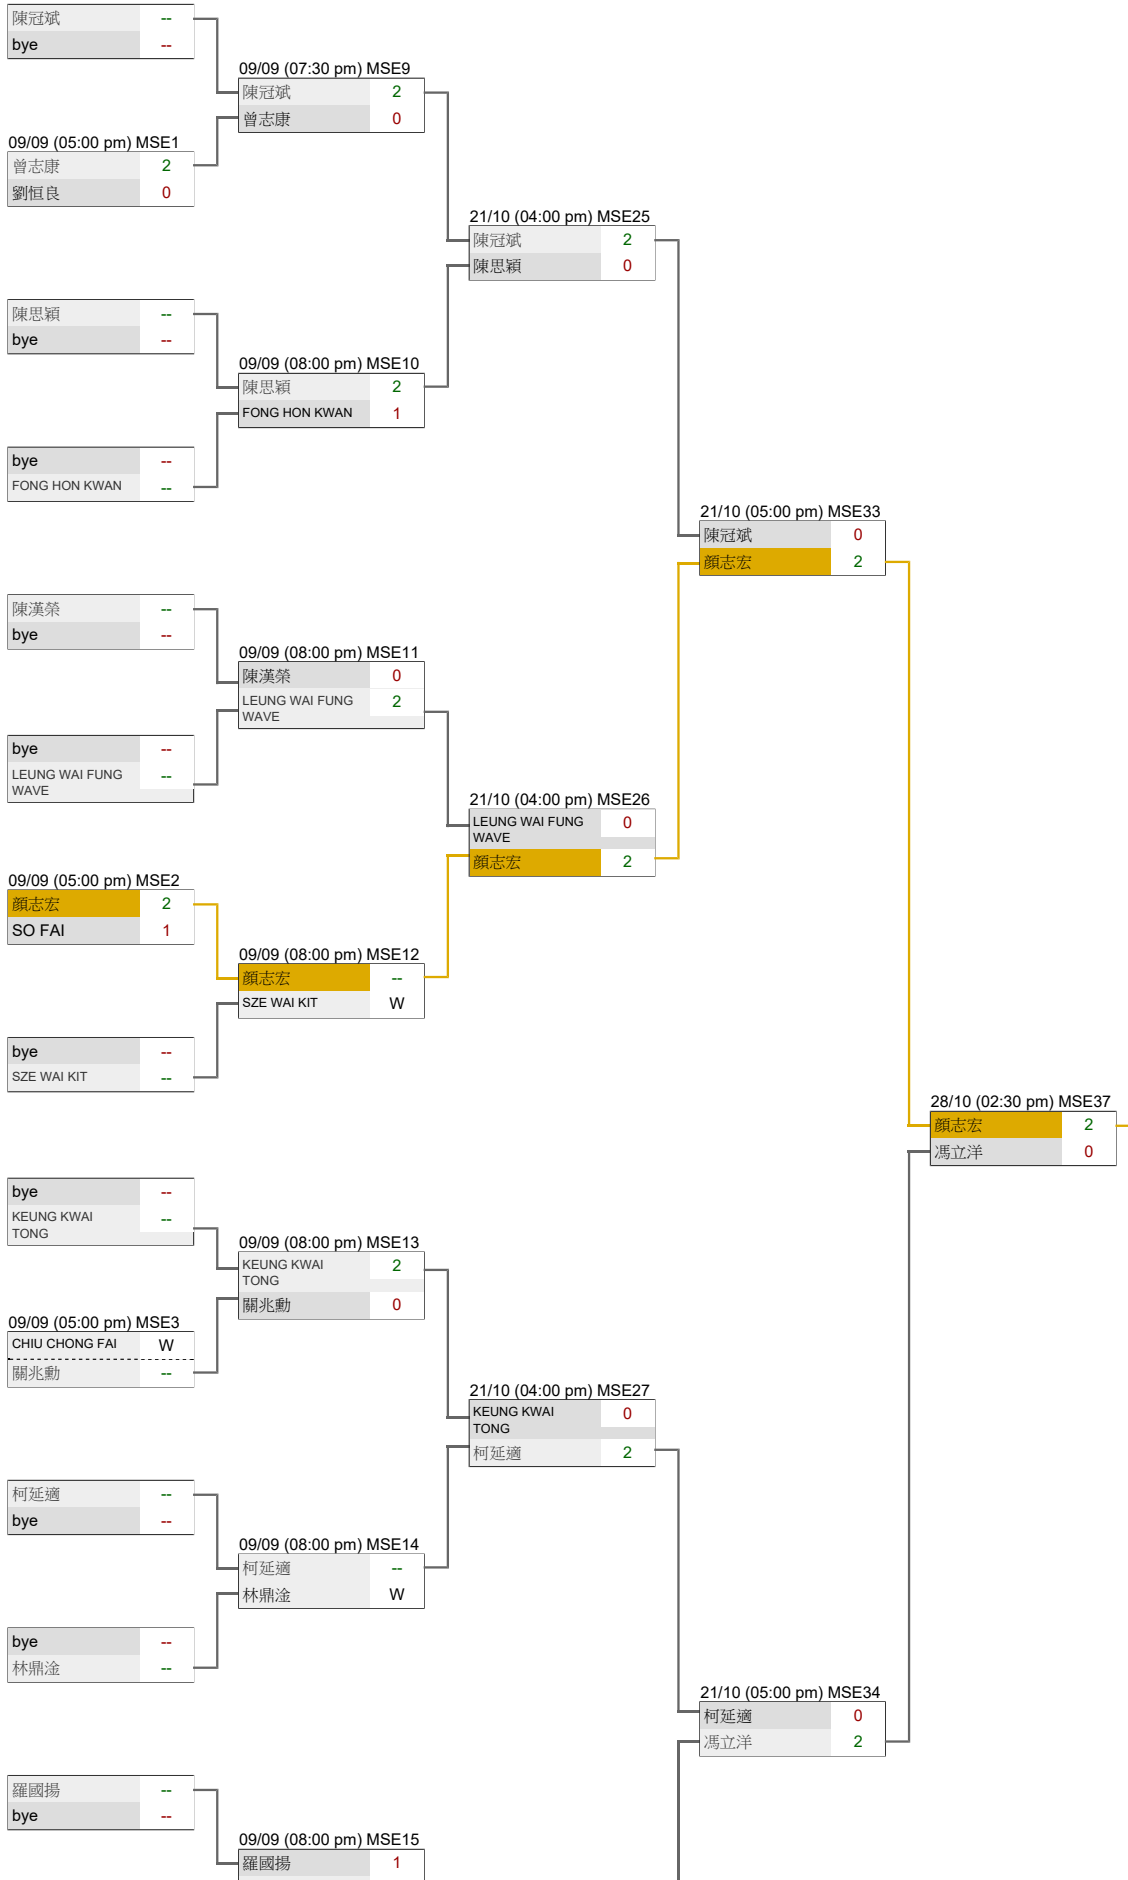 陳冠斌 --
bye --
09/09 (07:30 pm) MSE9
陳冠斌 2
曾志康 0
09/09 (05:00 pm) MSE1
曾志康 2
劉恒良 0
21/10 (04:00 pm) MSE25
陳冠斌 2
陳思穎 0
陳思穎 --
bye --
09/09 (08:00 pm) MSE10
陳思穎 2
FONG HON KWAN 1
bye --
FONG HON KWAN --
21/10 (05:00 pm) MSE33
陳冠斌 0
顏志宏 2
陳漢榮 --
bye --
09/09 (08:00 pm) MSE11
陳漢榮 0
LEUNG WAI FUNG 2
WAVE
bye --
LEUNG WAI FUNG --
WAVE
21/10 (04:00 pm) MSE26
LEUNG WAI FUNG 0
WAVE
顏志宏 2
09/09 (05:00 pm) MSE2
顏志宏 2
SO FAI 1
09/09 (08:00 pm) MSE12
顏志宏 --
SZE WAI KIT W
bye --
SZE WAI KIT --
28/10 (02:30 pm) MSE37
顏志宏 2
馮立洋 0
bye --
KEUNG KWAI --
TONG
09/09 (08:00 pm) MSE13
KEUNG KWAI 2
TONG
關兆勳 0
09/09 (05:00 pm) MSE3
CHIU CHONG FAI W
關兆勳 --
21/10 (04:00 pm) MSE27
KEUNG KWAI 0
TONG
柯延適 2
柯延適 --
bye --
09/09 (08:00 pm) MSE14
柯延適 --
林鼎淦 W
bye --
林鼎淦 --
21/10 (05:00 pm) MSE34
柯延適 0
馮立洋 2
羅國揚 --
bye --
09/09 (08:00 pm) MSE15
羅國揚 1